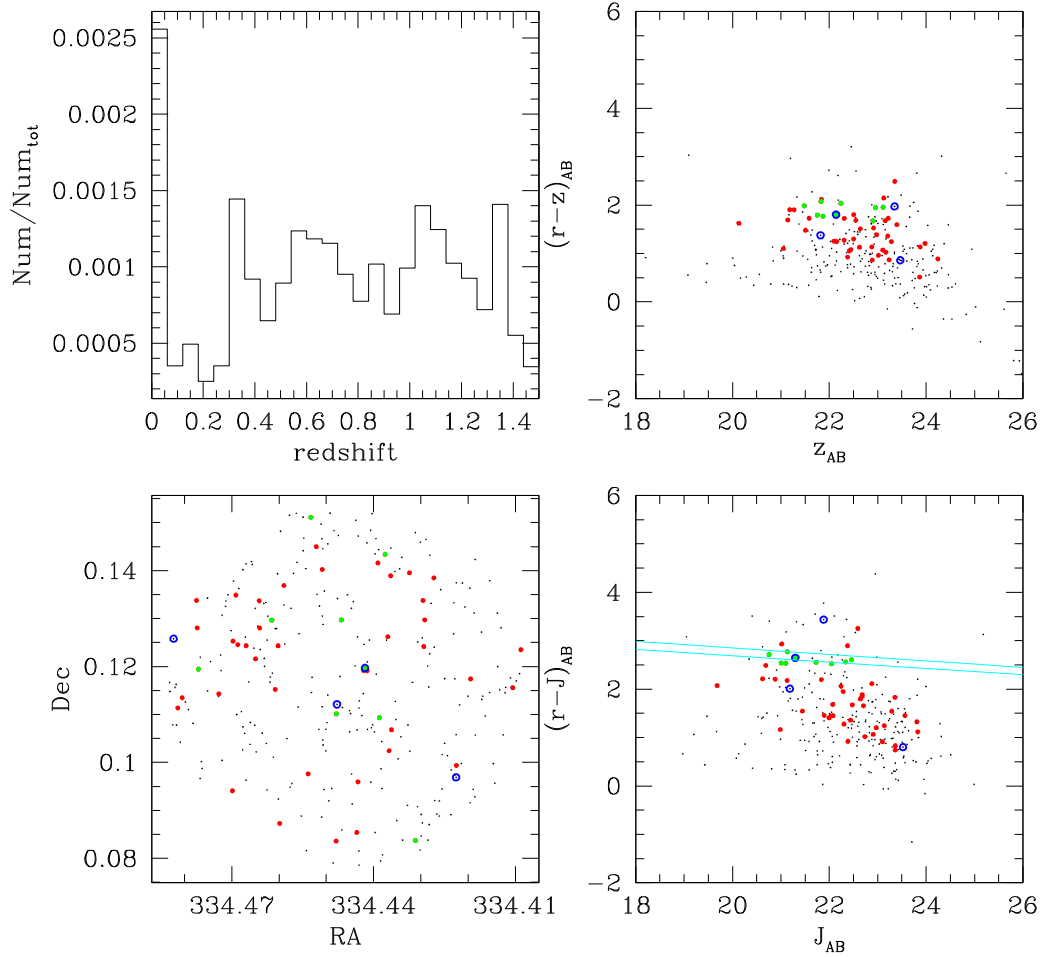 0.0025
0.002
0.0015
0.001
0.0005
Num/Num_tot
0 0.2 0.4 0.6 0.8 1 1.2 1.4
redshift
6
4
2
0
-2
(r-z)_AB
18 20 22 24 26
z_AB
0.14
0.12
0.1
0.08
Dec
334.47 334.44 334.41
RA
6
4
2
0
-2
(r-J)_AB
18 20 22 24 26
J_AB